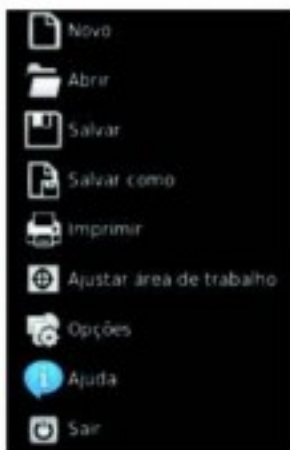 Novo
Abrir
Salvar
Salvar como
Imprimir
Ajustar área de trabalho
Opções
Ajuda
Sair